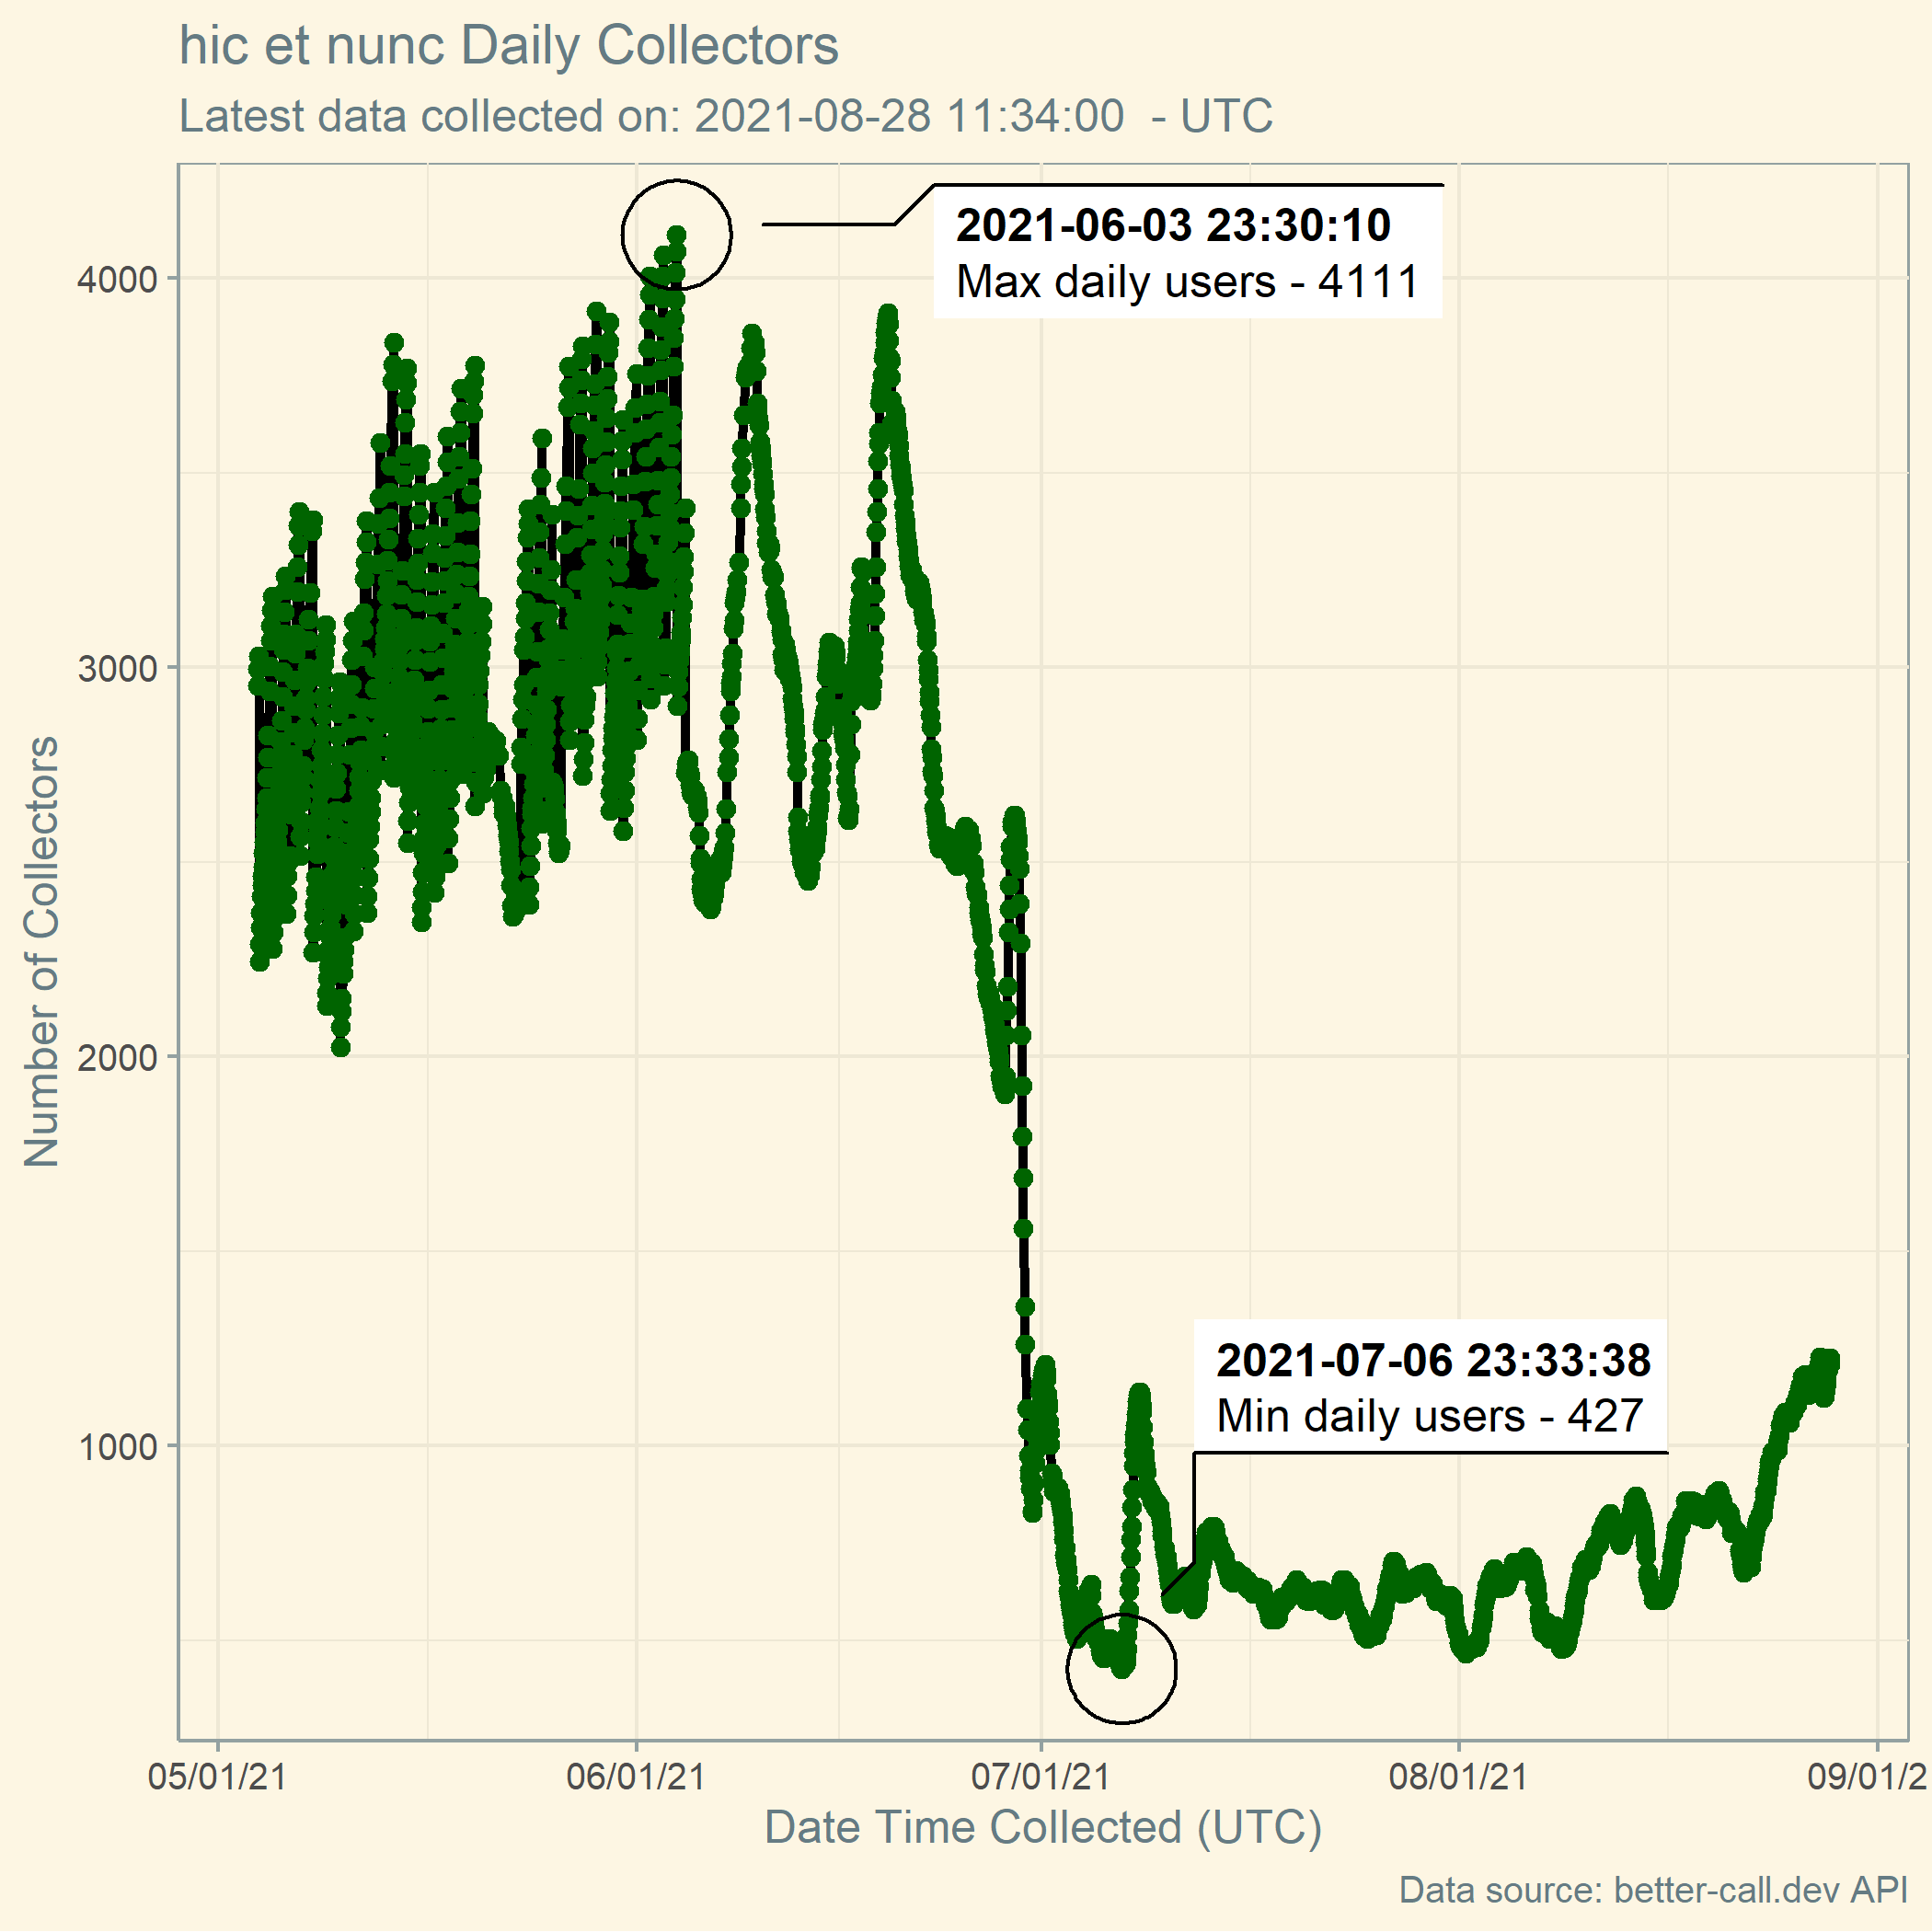 hic et nunc Daily Collectors
Latest data collected on: 2021-08-28 11:34:00  - UTC
2021-06-03 23:30:10
Max daily users - 4111
4000
3000
2000
1000
Number of Collectors
2021-07-06 23:33:38
Min daily users - 427
05/01/21 06/01/21 07/01/21 08/01/21 09/01/2
Date Time Collected (UTC)
Data source: better-call.dev API